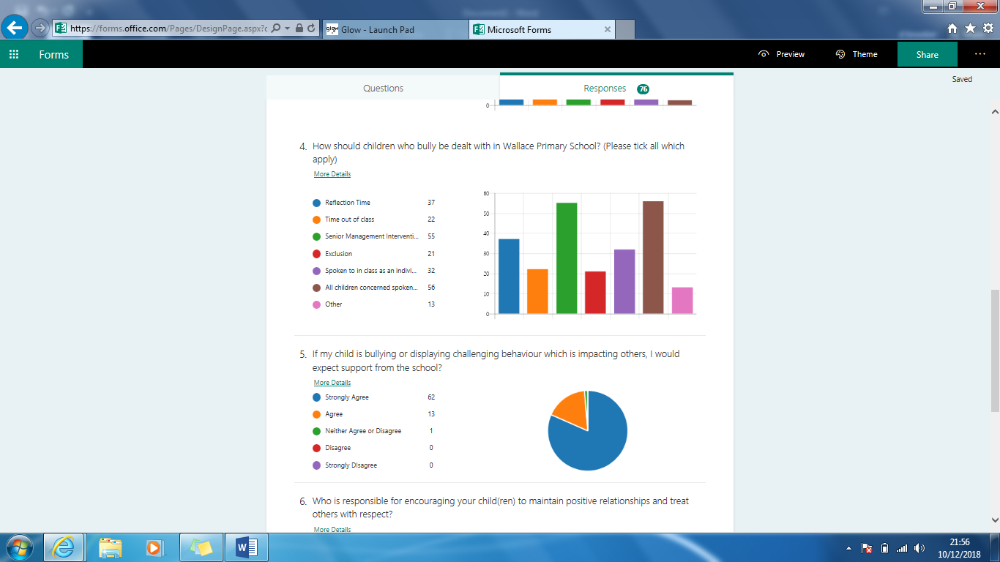 https://forms.office.com/Pages/DesignPage.aspx?c
Glow - Launch Pad
Microsoft Forms
Forms
Preview
Theme
Share
Saved
Questions
Responses 76
0
4. How should children who bully be dealt with in Wallace Primary School? (Please tick all which
apply)
More Details
Reflection Time 37
Time out of class 22
Senior Management Interventi... 55
Exclusion 21
Spoken to in class as an indivi... 32
All children concerned spoken... 56
Other 13
60
50
40
30
20
10
0
5. If my child is bullying or displaying challenging behaviour which is impacting others, I would
expect support from the school?
More Details
Strongly Agree 62
Agree 13
Neither Agree or Disagree 1
Disagree 0
Strongly DIsagree 0
6. Who is responsible for encouraging your child(ren) to maintain positive relationships and treat
others with respect?
More Details
21:56
10/12/2018